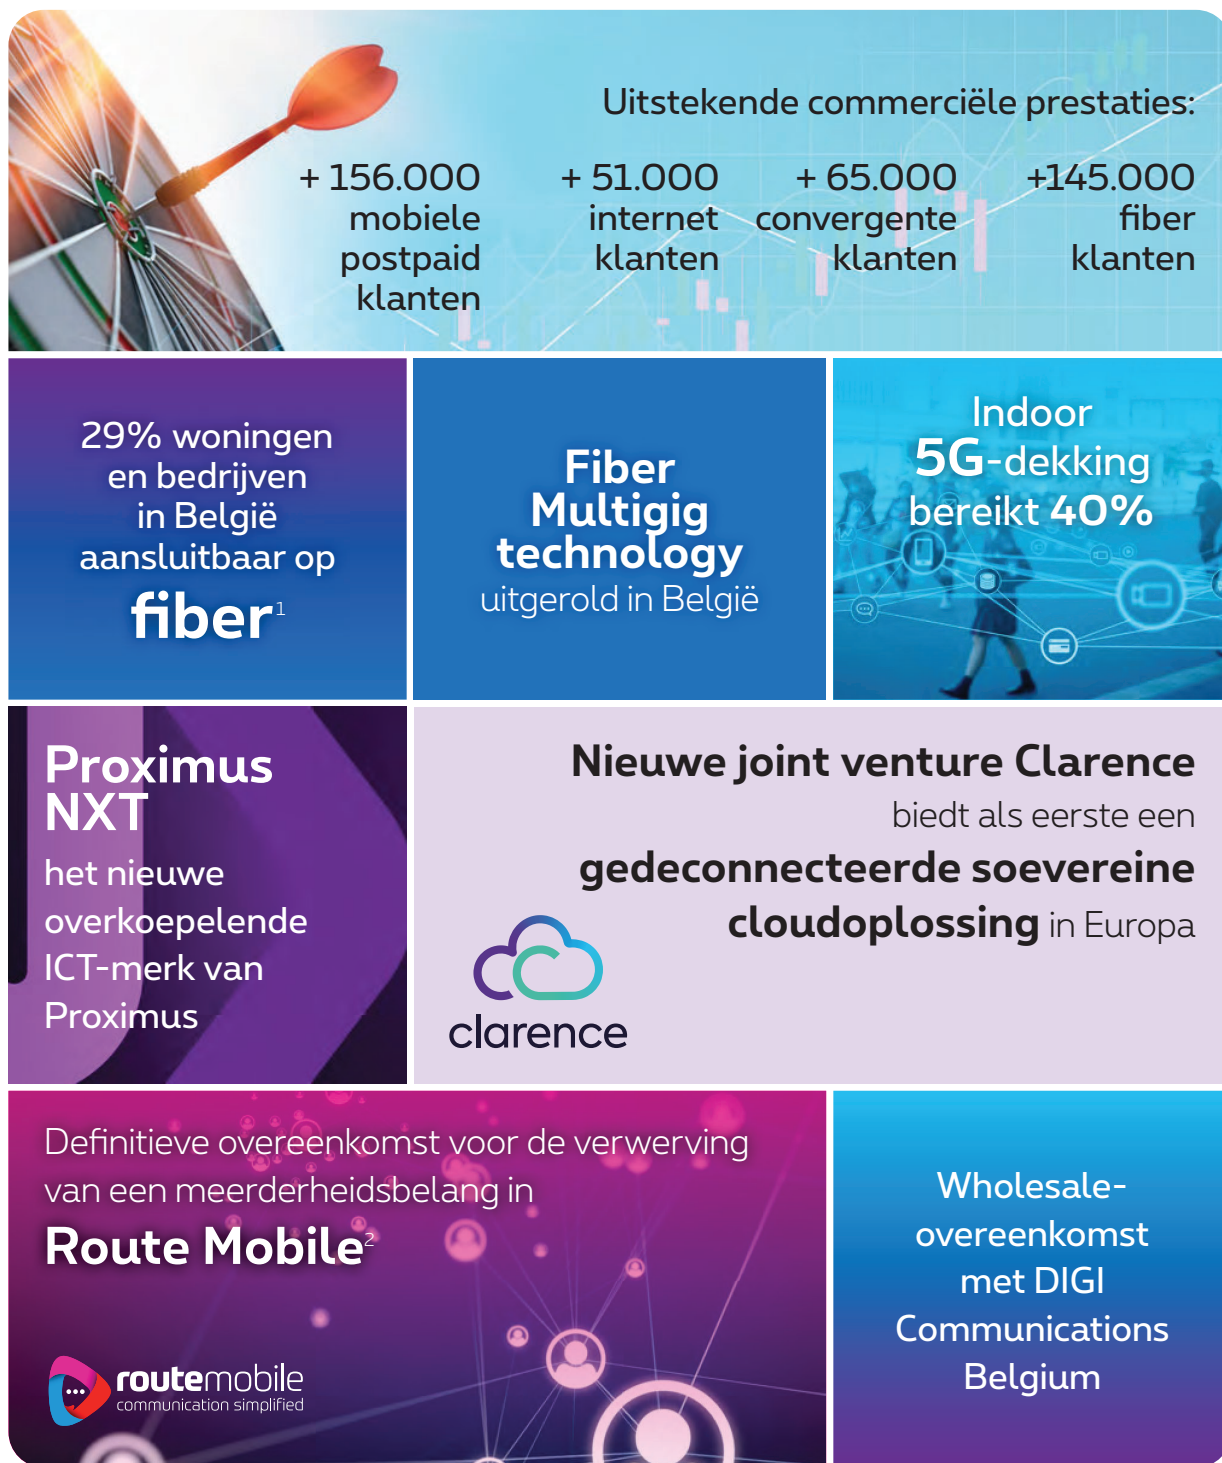 Uitstekende commerciële prestaties:
+ 156.000
mobiele
postpaid
klanten
+ 51.000
internet
klanten
+ 65.000
convergente
klanten
+145.000
fiber
klanten
29% woningen
en bedrijven
in België
aansluitbaar op
fiber¹
Fiber
Multigig
technology
uitgerold in België
Indoor
5G-dekking
bereikt 40%
Proximus
NXT
het nieuwe
overkoepelende
ICT-merk van
Proximus
Nieuwe joint venture Clarence
biedt als eerste een
gedeconnecteerde soevereine
cloudoplossing in Europa
clarence
Definitieve overeenkomst voor de verwerving
van een meerderheidsbelang in
Route Mobile²
routemobile
communication simplified
Wholesale-
overeenkomst
met DIGI
Communications
Belgium